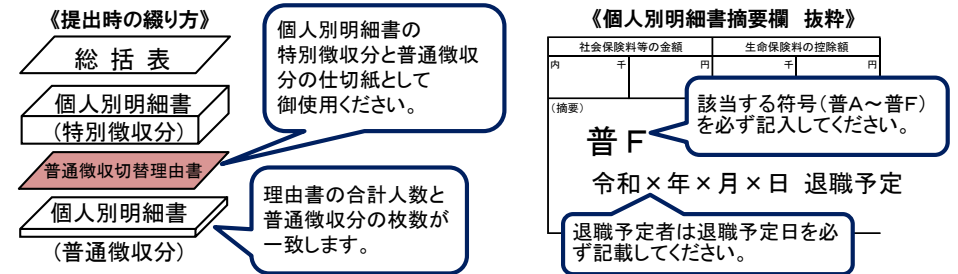 《提出時の綴り方》
総括表
個人別明細書
(特別徴収分)
普通徴収切替理由書
個人別明細書
(普通徴収分)
個人別明細書の
特別徴収分と普通徴収
分の仕切紙として
御使用ください。
理由書の合計人数と
普通徴収分の枚数が
一致します。
《個人別明細書摘要欄 抜粋》
社会保険料等の金額 生命保険料の控除額
内 千 円 千 円
(摘要)
普F
該当する符号(普A～普F)
を必ず記入してください。
令和×年×月×日 退職予定
退職予定者は退職予定日を必
ず記載してください。